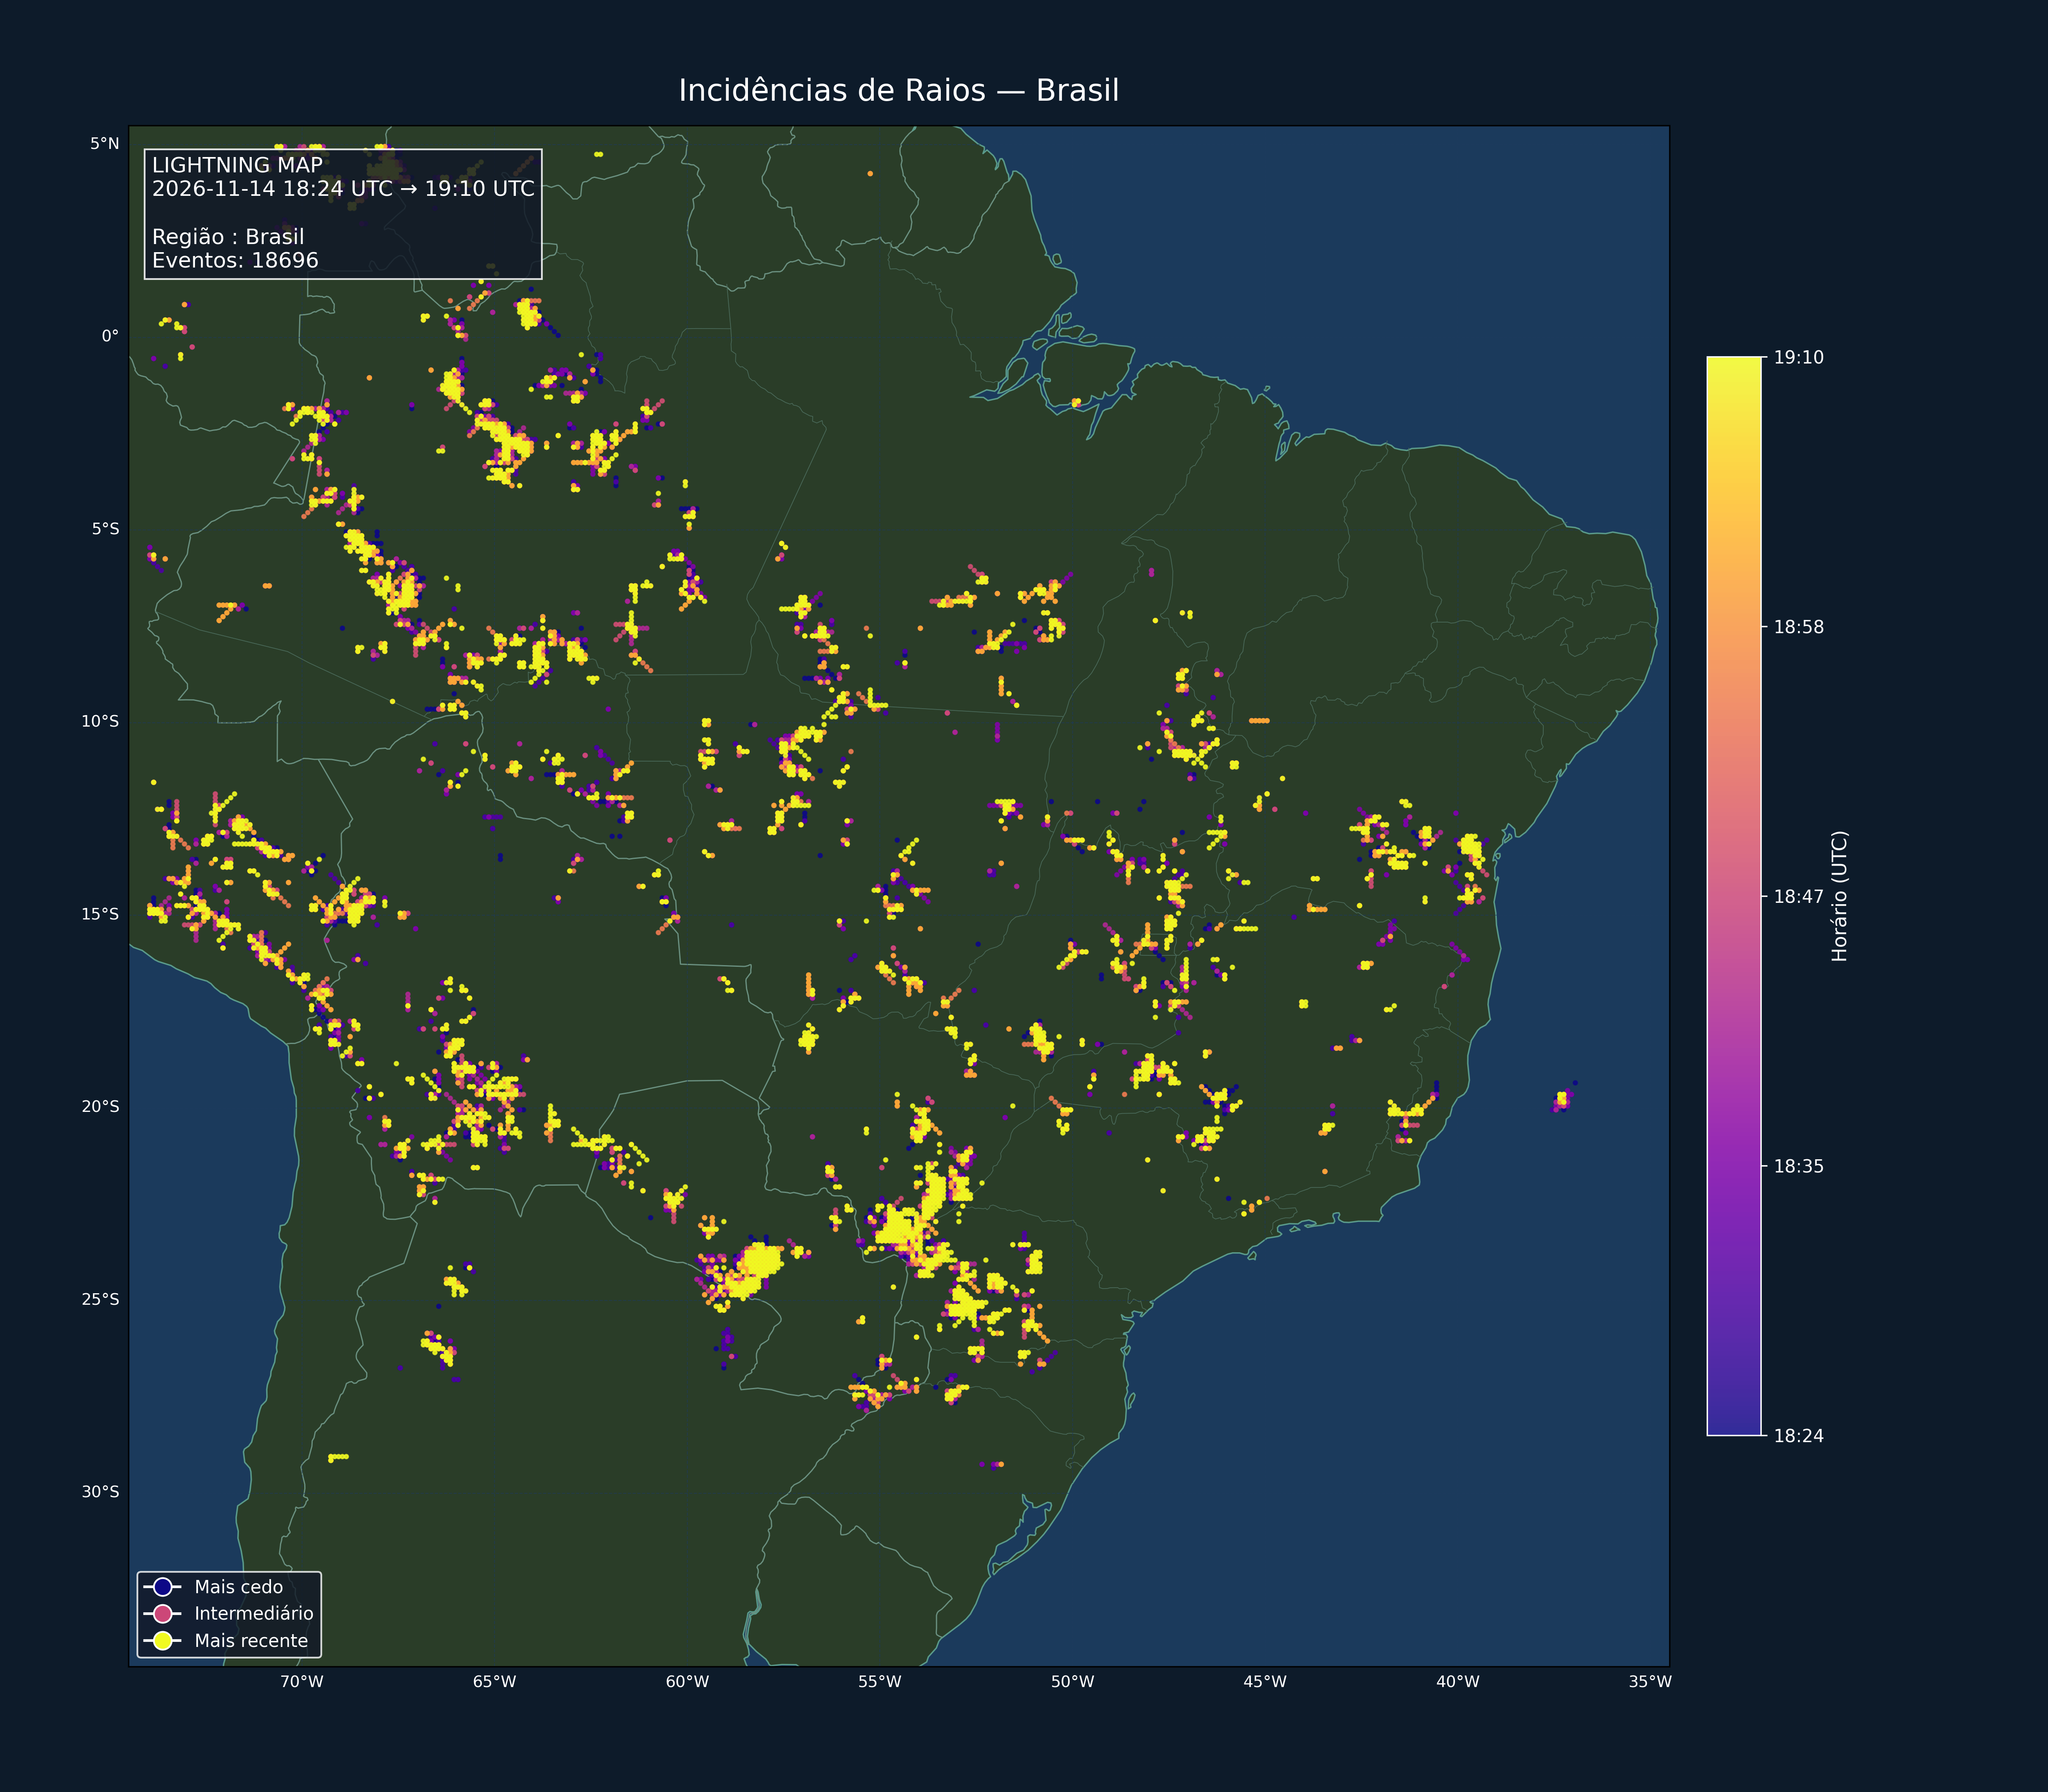 Incidências de Raios — Brasil
LIGHTNING MAP
2026-11-14 18:24 UTC → 19:10 UTC
Região : Brasil
Eventos: 18696
5°N
0°
5°S
10°S
15°S
20°S
25°S
30°S
70°W
65°W
60°W
55°W
50°W
45°W
40°W
35°W
Mais cedo
Intermediário
Mais recente
19:10
18:58
18:47
18:35
18:24
Horário (UTC)